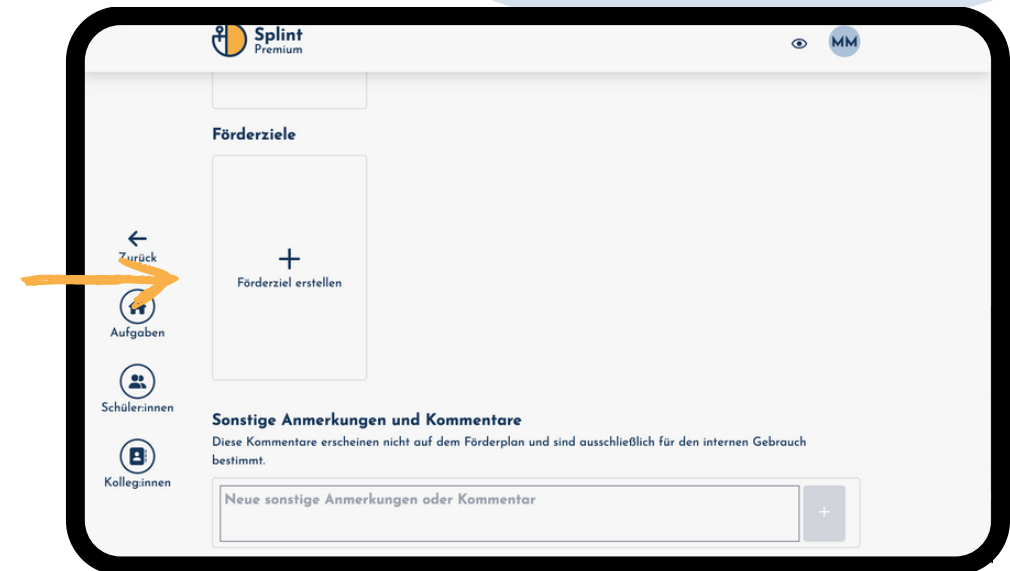 Splint
Premium
MM
Förderziele
Zurück
Förderziel erstellen
Aufgaben
Schüler:innen
Sonstige Anmerkungen und Kommentare
Diese Kommentare erscheinen nicht auf dem Förderplan und sind ausschließlich für den internen Gebrauch
bestimmt.
Kolleg:innen
Neue sonstige Anmerkungen oder Kommentar